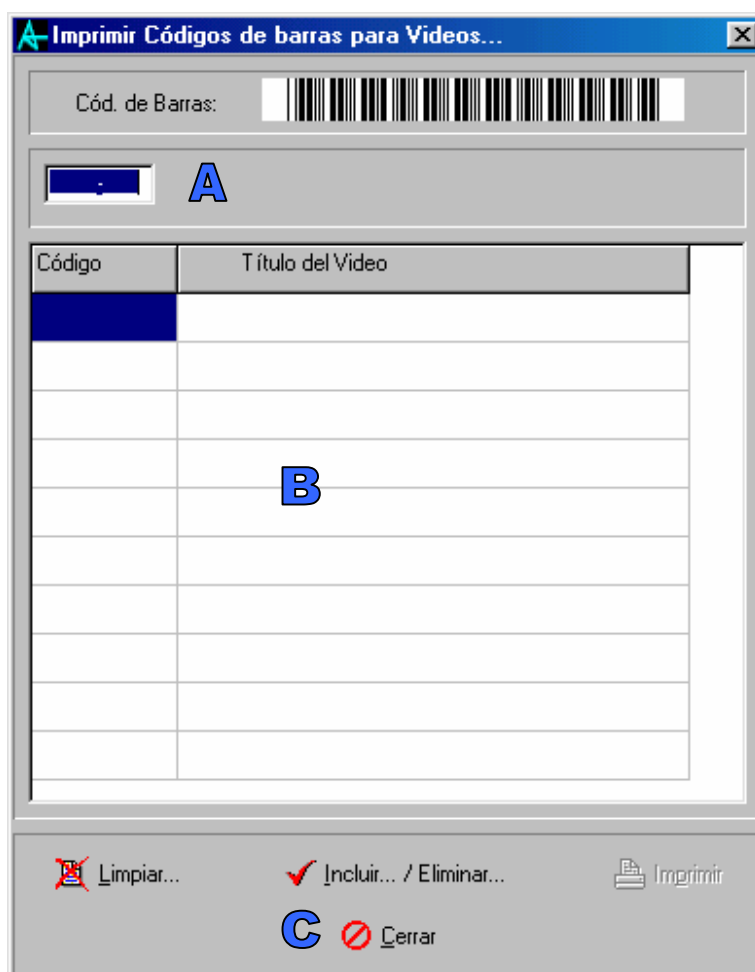 Imprimir Códigos de barras para Videos...
Cód. de Barras:
- A
Código Título del Video
B
Limpiar... Incluir... / Eliminar... Imprimir
C Cerrar